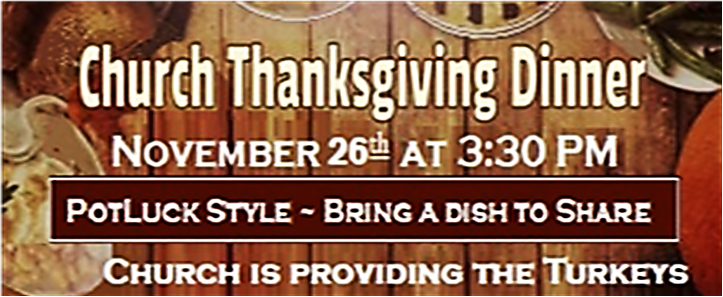 Church Thanksgiving Dinner
November 26th at 3:30 PM
PotLuck Style ~ Bring a dish to Share
Church is providing the Turkeys